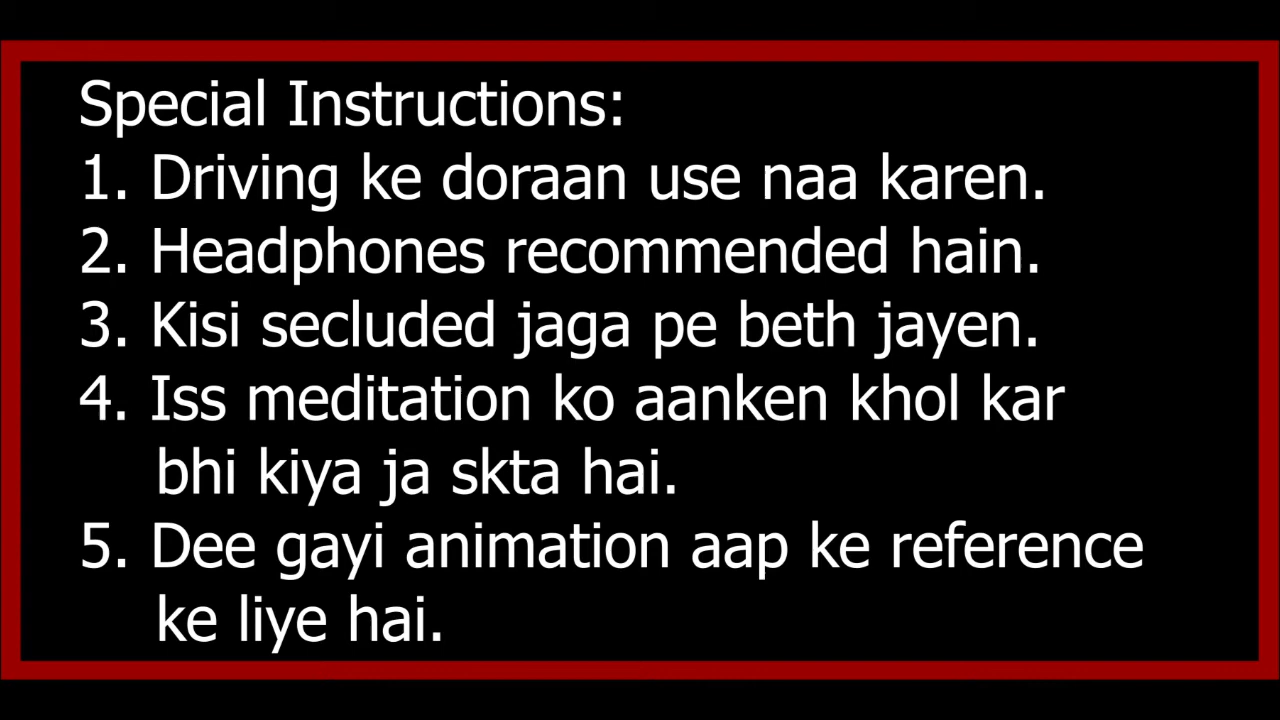 Special Instructions:
1. Driving ke doraan use naa karen.
2. Headphones recommended hain.
3. Kisi secluded jaga pe beth jayen.
4. Iss meditation ko aanken khol kar
bhi kiya ja skta hai.
5. Dee gayi animation aap ke reference
ke liye hai.